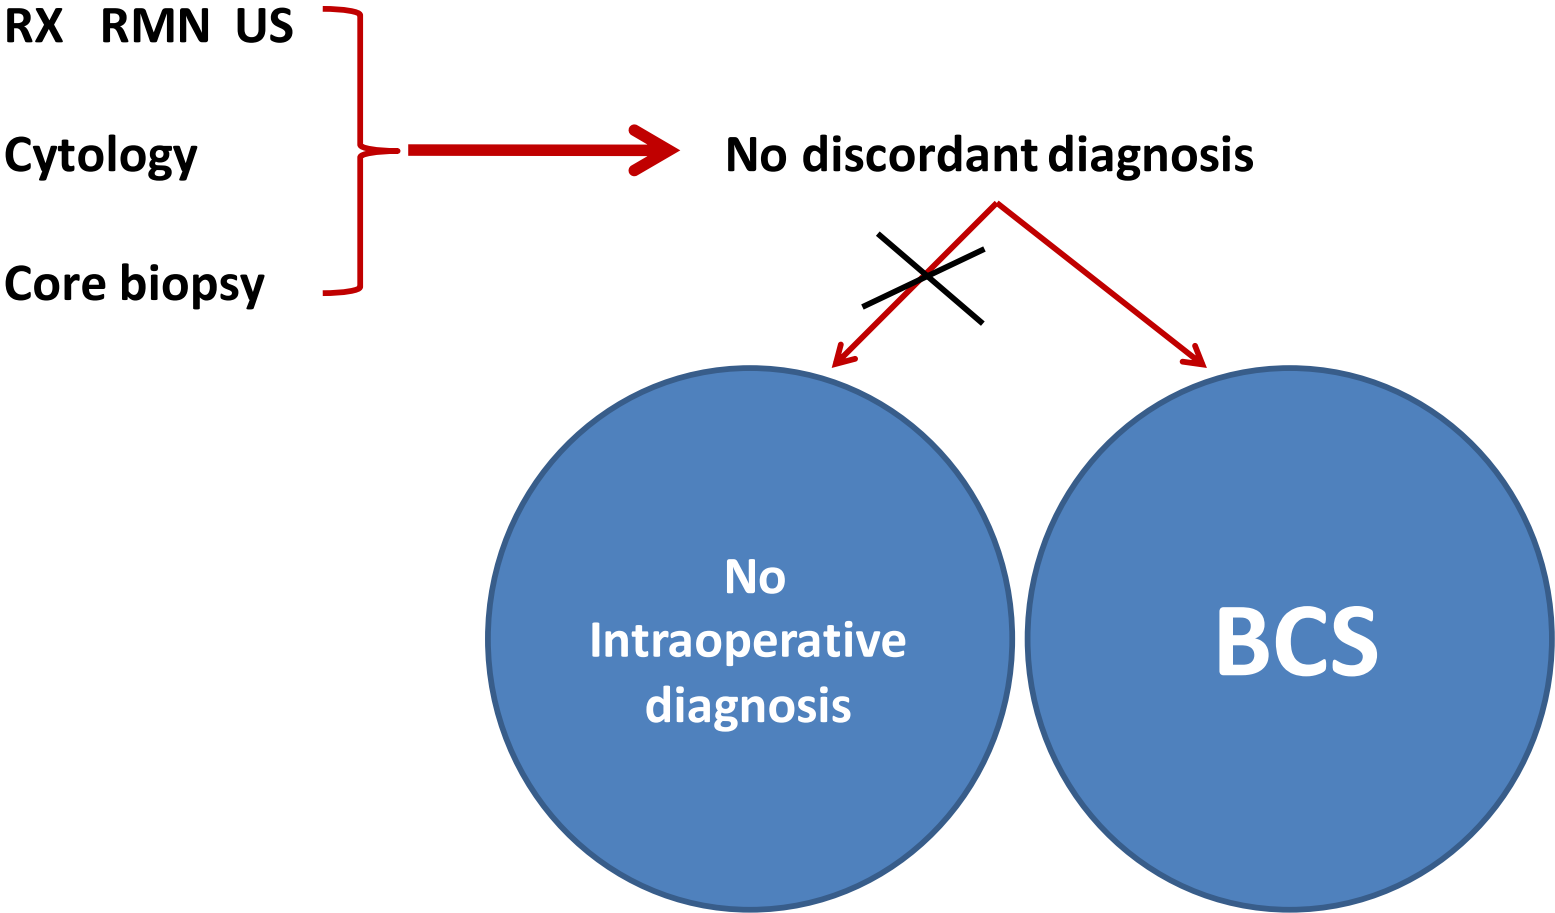 RX RMN US
Cytology
No discordant diagnosis
Core biopsy
No
Intraoperative
diagnosis
BCS